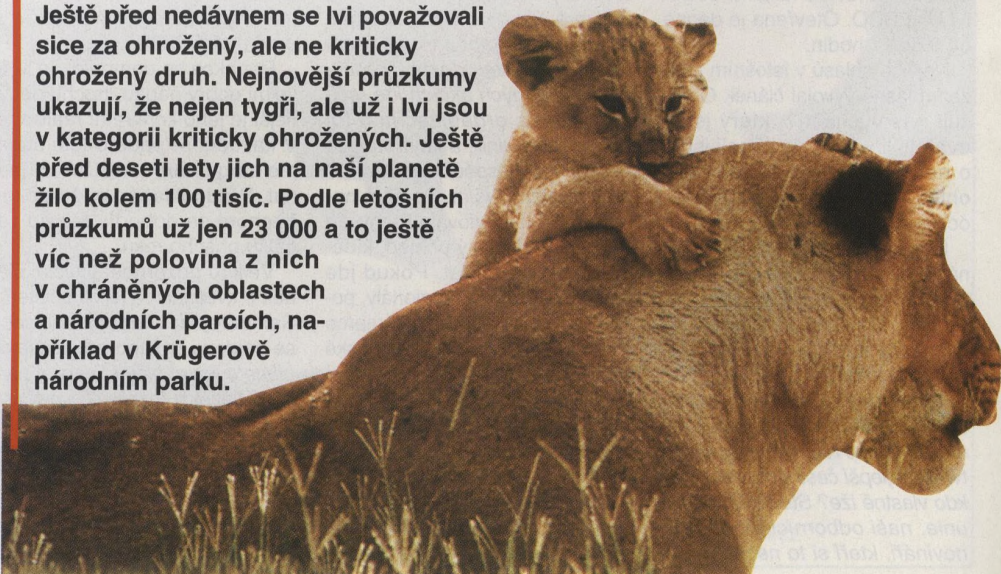 Ještě před nedávnem se lvi považovali
sice za ohrožený, ale ne kriticky
ohrožený druh. Nejnovější průzkumy
ukazují, že nejen tygři, ale už i lvi jsou
v kategorii kriticky ohrožených. Ještě
před deseti lety jich na naší planetě
žilo kolem 100 tisíc. Podle letošních
průzkumů už jen 23 000 a to ještě
víc než polovina z nich
v chráněných oblastech
a národních parcích, na-
příklad v Krügerově
národním parku.